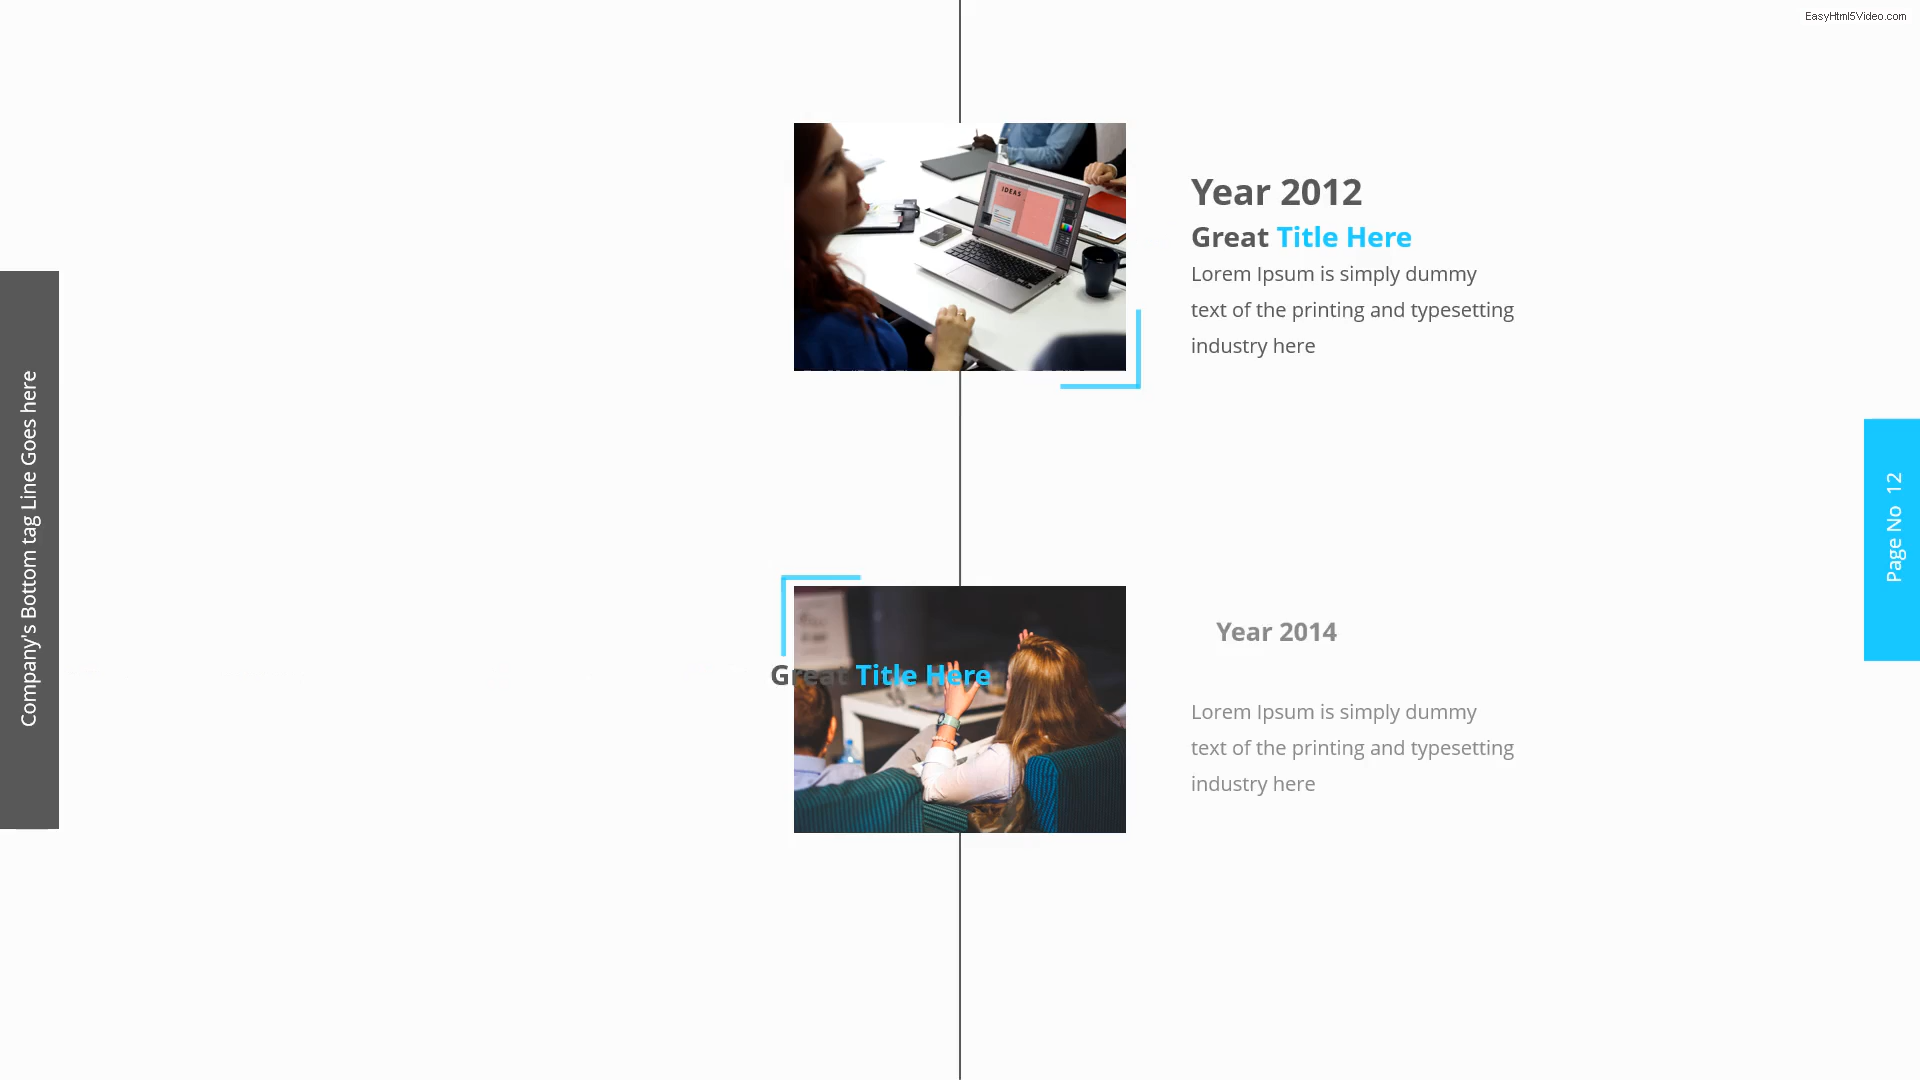 EasyHtml5Video.com
IDEAS
Year 2012
Great Title Here
Lorem Ipsum is simply dummy
text of the printing and typesetting
industry here
Company's Bottom tag Line Goes here
Page No 12
Year 2014
Great Title Here
Lorem Ipsum is simply dummy
text of the printing and typesetting
industry here